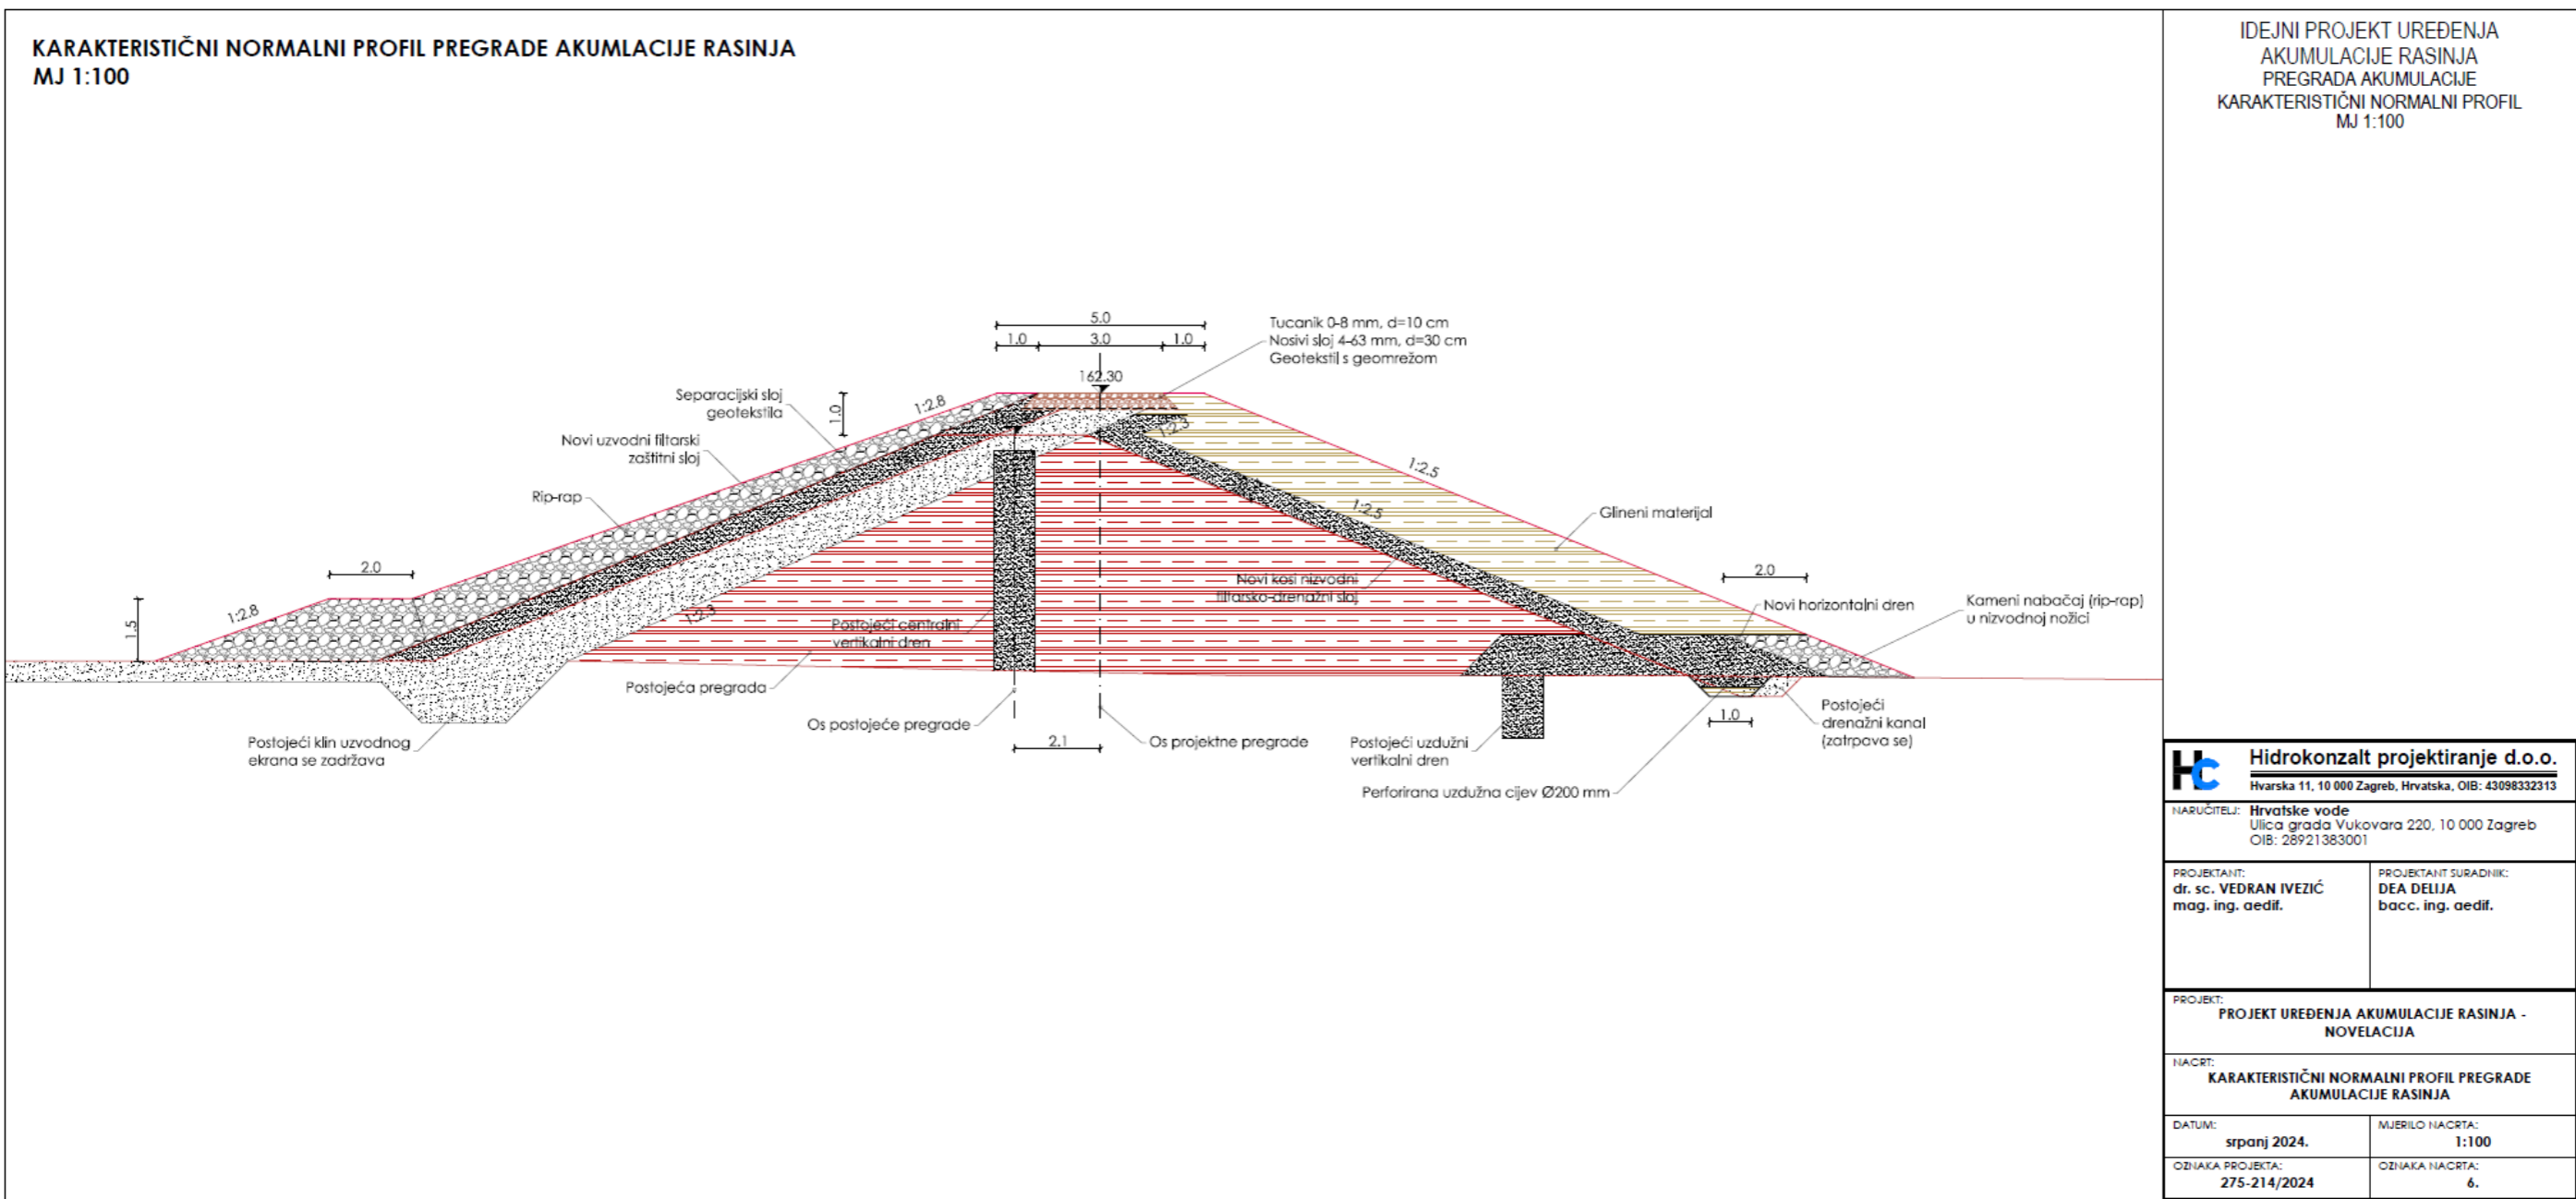 KARAKTERISTIČNI NORMALNI PROFIL PREGRADE AKUMLACIJE RASINJA
MJ 1:100
5.0
1.0
3.0
1.0
162.30
Tucanik 0-8 mm, d=10 cm
Nosivi sloj 4-63 mm, d=30 cm
Geotekstil s geomrežom
Separacijski sloj
geotekstila
1.0
1:2.8
Novi uzvodni filtarski
zaštitni sloj
Rip-rap
1:2.3
1:2.5
1:2.5
Glineni materijal
2.0
1:2.8
1.5
1:2.3
Novi kosi nizvodni
filtarsko-drenažni sloj
2.0
Novi horizontalni dren
Kameni nabačaj (rip-rap)
u nizvodnoj nožici
Postojeći centralni
vertikalni dren
Postojeća pregrada
Os postojeće pregrade
2.1
Os projektne pregrade
Postojeći klin uzvodnog
ekrana se zadržava
Postojeći uzdužni
vertikalni dren
1.0
Postojeći
drenažni kanal
(zatrpava se)
Perforirana uzdužna cijev Ø200 mm
IDEJNI PROJEKT UREĐENJA
AKUMULACIJE RASINJA
PREGRADA AKUMULACIJE
KARAKTERISTIČNI NORMALNI PROFIL
MJ 1:100
HC
Hidrokonzalt projektiranje d.o.o.
Hvarska 11, 10 000 Zagreb, Hrvatska, OIB: 43098332313
NARUČITELJ: Hrvatske vode
Ulica grada Vukovara 220, 10 000 Zagreb
OIB: 28921383001
PROJEKTANT:
dr. sc. VEDRAN IVEZIĆ
mag. ing. aedif.
PROJEKTANT SURADNIK:
DEA DELIJA
bacc. ing. aedif.
PROJEKT:
PROJEKT UREĐENJA AKUMULACIJE RASINJA -
NOVELACIJA
NACRT:
KARAKTERISTIČNI NORMALNI PROFIL PREGRADE
AKUMULACIJE RASINJA
DATUM:
srpanj 2024.
MJERILO NACRTA:
1:100
OZNAKA PROJEKTA:
275-214/2024
OZNAKA NACRTA:
6.